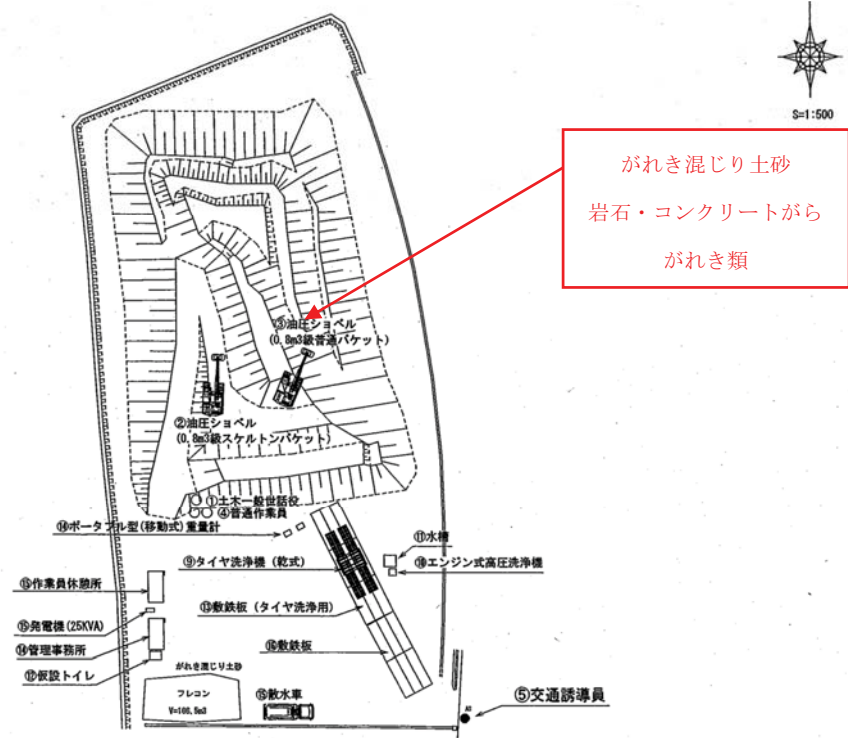 S=1:500
がれき混じり土砂
岩石・コンクリートがら
がれき類
③油圧ショベル
(0.8m3級普通バケット)
②油圧ショベル
(0.8m3級スケルトンバケット)
①土木一般世話役
④普通作業員
⑭ポータブル型(移動式)重量計
⑪水槽
⑨タイヤ洗浄機(乾式)
⑩エンジン式高圧洗浄機
⑮作業員休憩所
⑬敷鉄板(タイヤ洗浄用)
⑮発電機(25KVA)
⑭管理事務所
⑯敷鉄板
がれき混じり土砂
⑰仮設トイレ
フレコン
⑮散水車
⑤交通誘導員